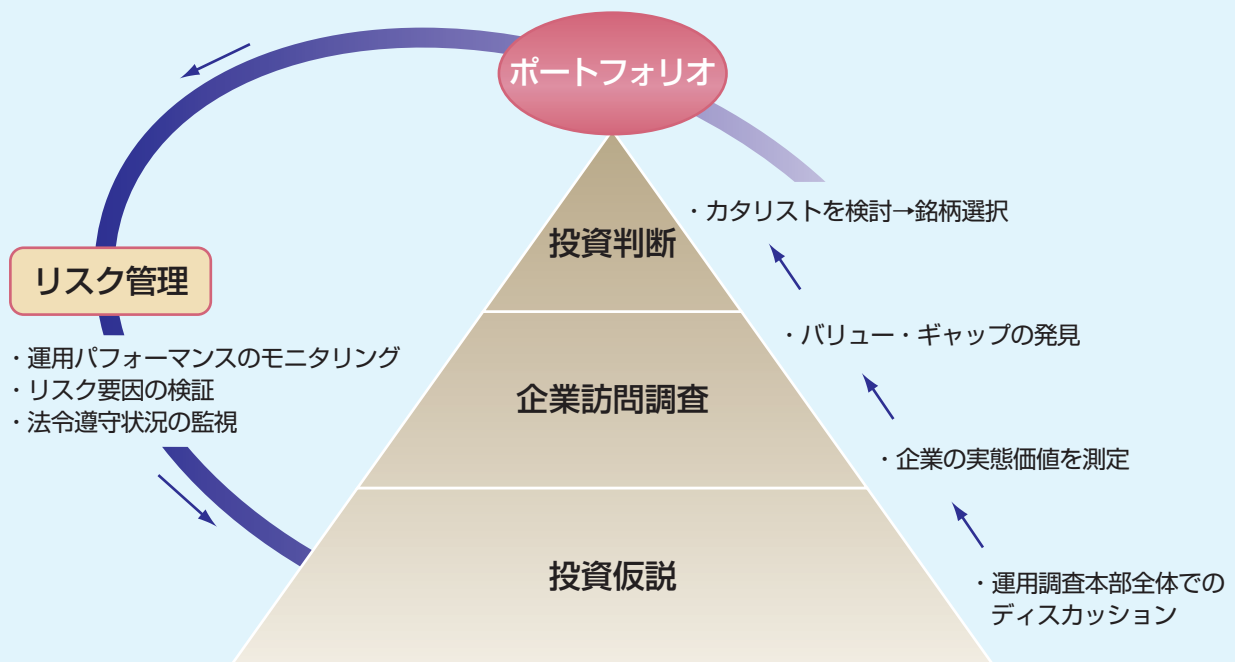 ポートフォリオ
・カタリストを検討→銘柄選択
投資判断
リスク管理
・バリュー・ギャップの発見
・運用パフォーマンスのモニタリング
・リスク要因の検証
・法令遵守状況の監視
企業訪問調査
・企業の実態価値を測定
投資仮説
・運用調査本部全体での
ディスカッション